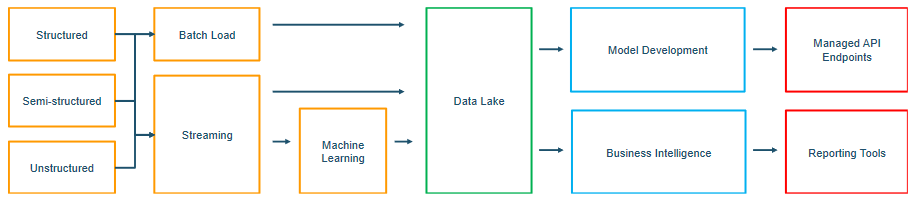 Structured
Semi-structured
Unstructured
Batch Load
Streaming
Machine
Learning
Data Lake
Model Development
Business Intelligence
Managed API
Endpoints
Reporting Tools